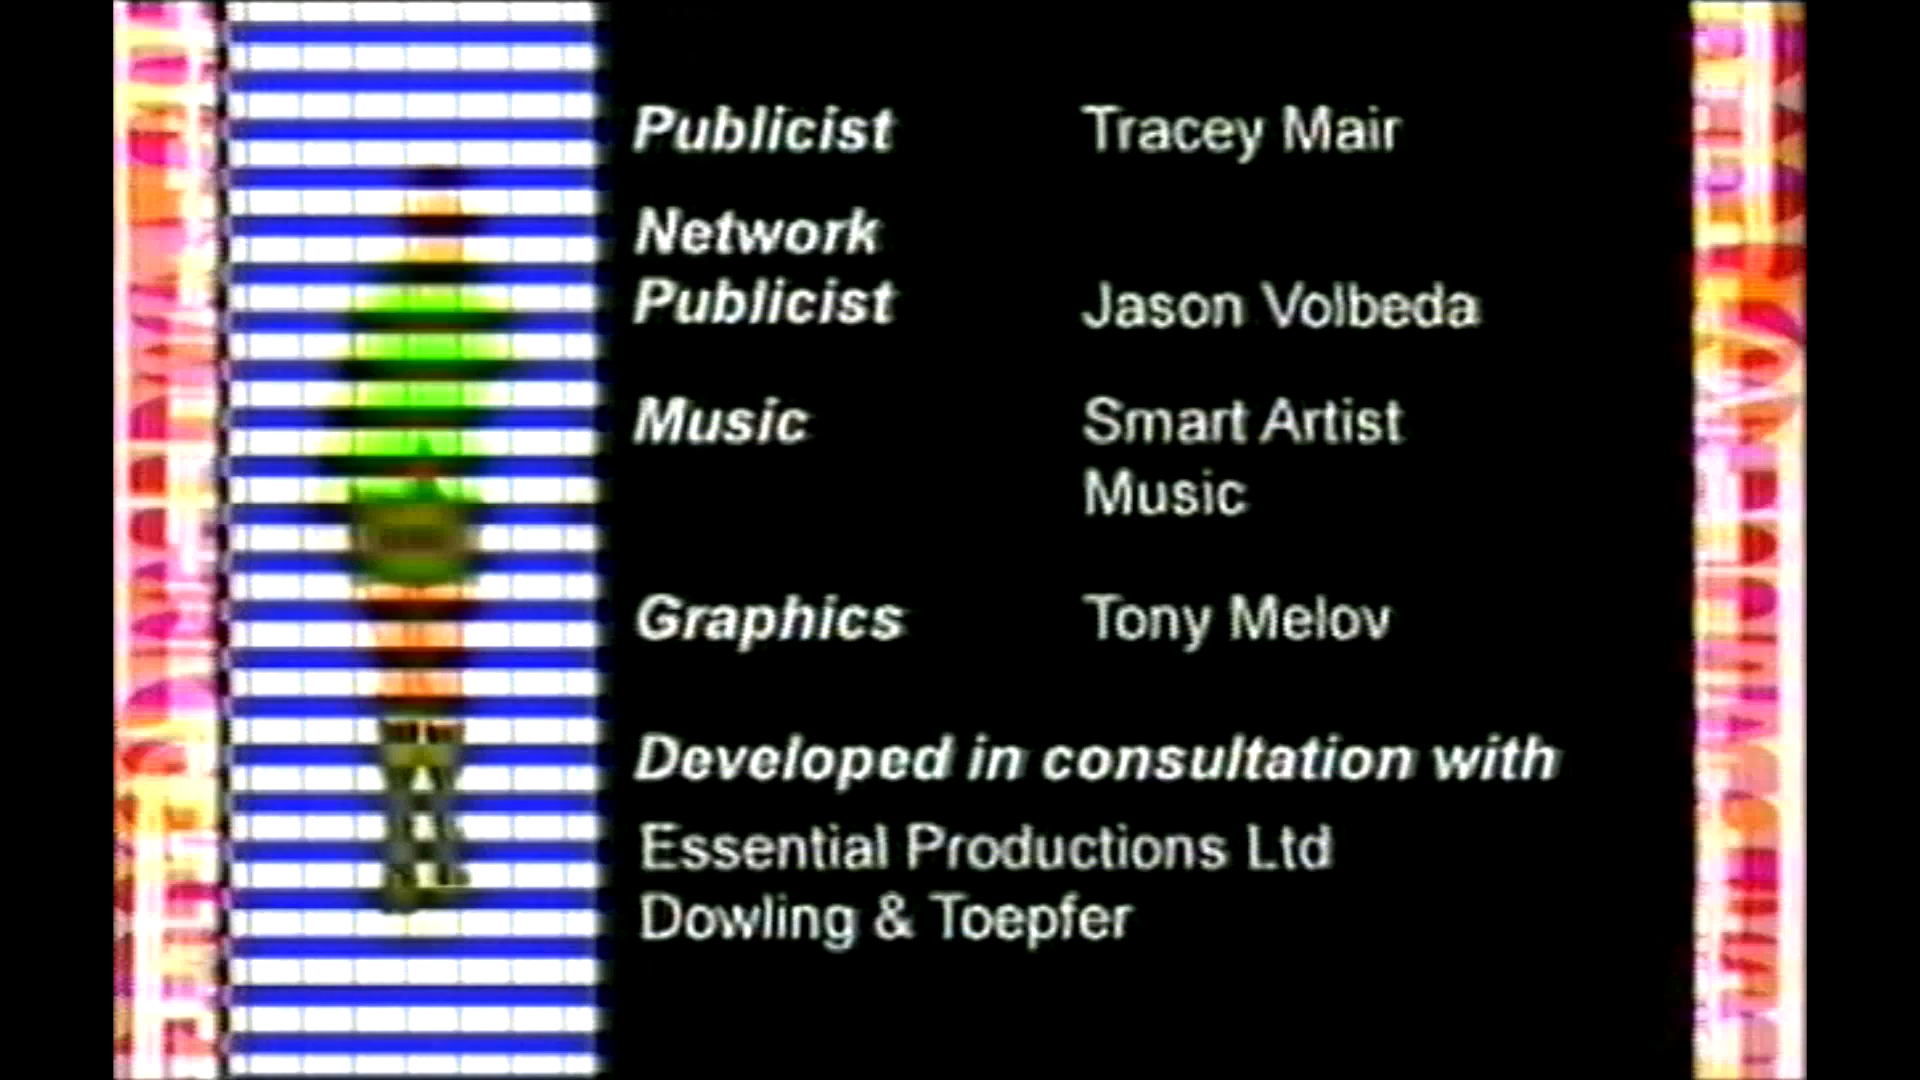 Publicist Tracey Mair
Network
Publicist Jason Volbeda
Music Smart Artist
Music
Graphics Tony Melov
Developed in consultation with
Essential Productions Ltd
Dowling & Toepfer